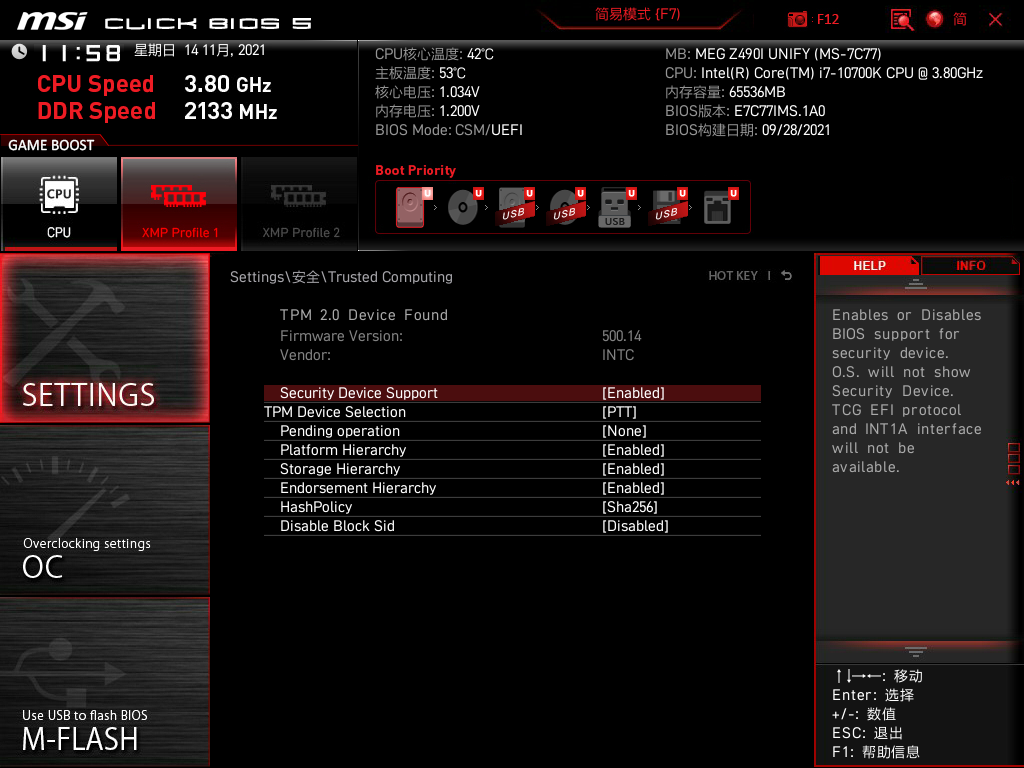 msi CLICK BIOS 5
简易模式 (F7)
: F12
简
11:58
星期日 14 11月, 2021
CPU Speed 3.80 GHz
DDR Speed 2133 MHz
CPU核心温度: 42°C
主板温度: 53°C
核心电压: 1.034V
内存电压: 1.200V
BIOS Mode: CSM/UEFI
MB: MEG Z490I UNIFY (MS-7C77)
CPU: Intel(R) Core(TM) i7-10700K CPU @ 3.80GHz
内存容量: 65536MB
BIOS版本: E7C77IMS.1A0
BIOS构建日期: 09/28/2021
GAME BOOST
CPU
CPU
XMP Profile 1
XMP Profile 2
Boot Priority
U U U U U U U
USB USB USB USB
SETTINGS
Overclocking settings
OC
Use USB to flash BIOS
M-FLASH
Settings\安全\Trusted Computing
HOT KEY |
TPM 2.0 Device Found
Firmware Version: 500.14
Vendor: INTC
Security Device Support [Enabled]
TPM Device Selection [PTT]
Pending operation [None]
Platform Hierarchy [Enabled]
Storage Hierarchy [Enabled]
Endorsement Hierarchy [Enabled]
HashPolicy [Sha256]
Disable Block Sid [Disabled]
HELP
INFO
Enables or Disables
BIOS support for
security device.
O.S. will not show
Security Device.
TCG EFI protocol
and INT1A interface
will not be
available.
↑↓→←: 移动
Enter: 选择
+/-: 数值
ESC: 退出
F1: 帮助信息